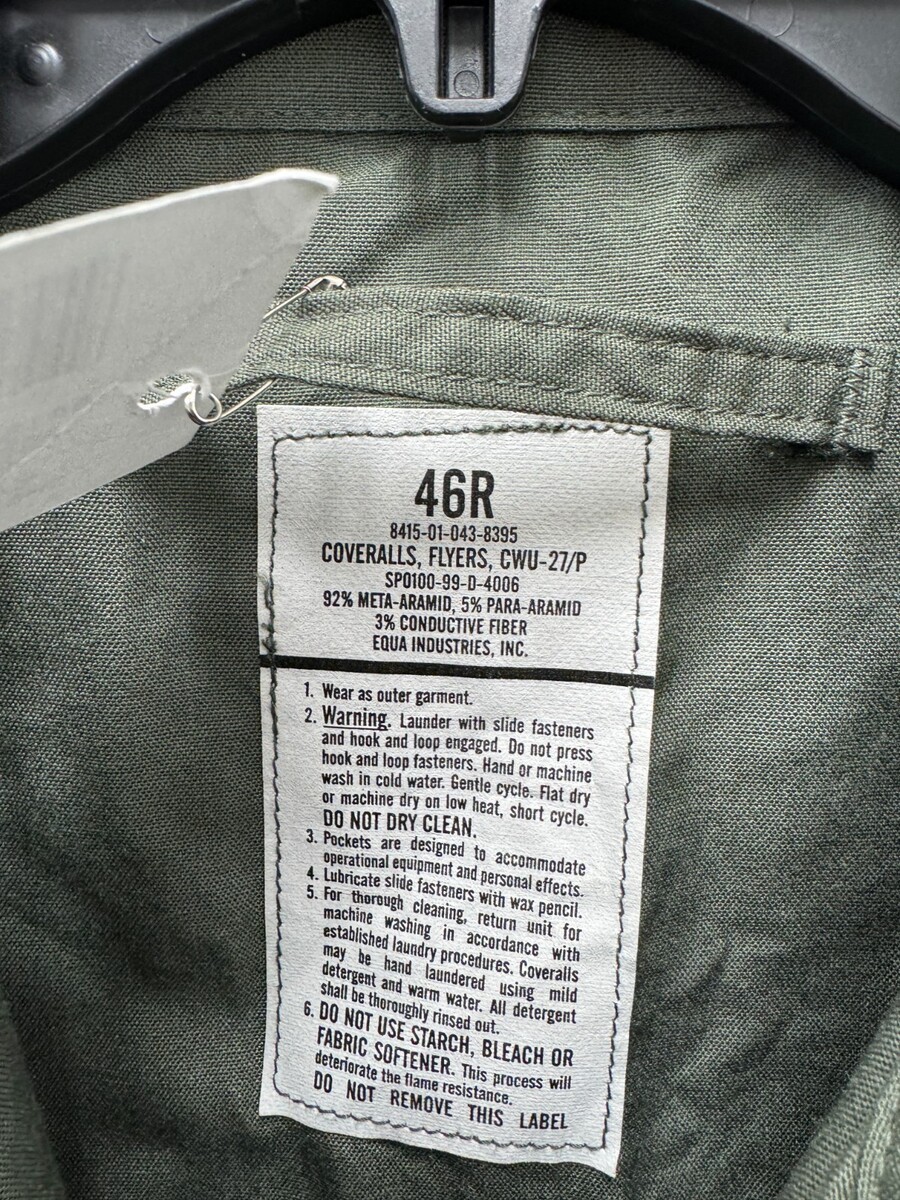 46R
8415-01-043-8395
COVERALLS, FLYERS, CWU-27/P
SP0100-99-D-4006
92% META-ARAMID, 5% PARA-ARAMID
3% CONDUCTIVE FIBER
EQUA INDUSTRIES, INC.
1. Wear as outer garment.
2. Warning. Launder with slide fasteners
and hook and loop engaged. Do not press
hook and loop fasteners. Hand or machine
wash in cold water. Gentle cycle. Flat dry
or machine dry on low heat, short cycle.
DO NOT DRY CLEAN.
3. Pockets are designed to accommodate
operational equipment and personal effects.
4. Lubricate slide fasteners with wax pencil.
5. For thorough cleaning, return unit for
machine washing in accordance with
established laundry procedures. Coveralls
may be hand laundered using mild
detergent and warm water. All detergent
shall be thoroughly rinsed out.
6. DO NOT USE STARCH, BLEACH OR
FABRIC SOFTENER. This process will
deteriorate the flame resistance.
DO NOT REMOVE THIS LABEL